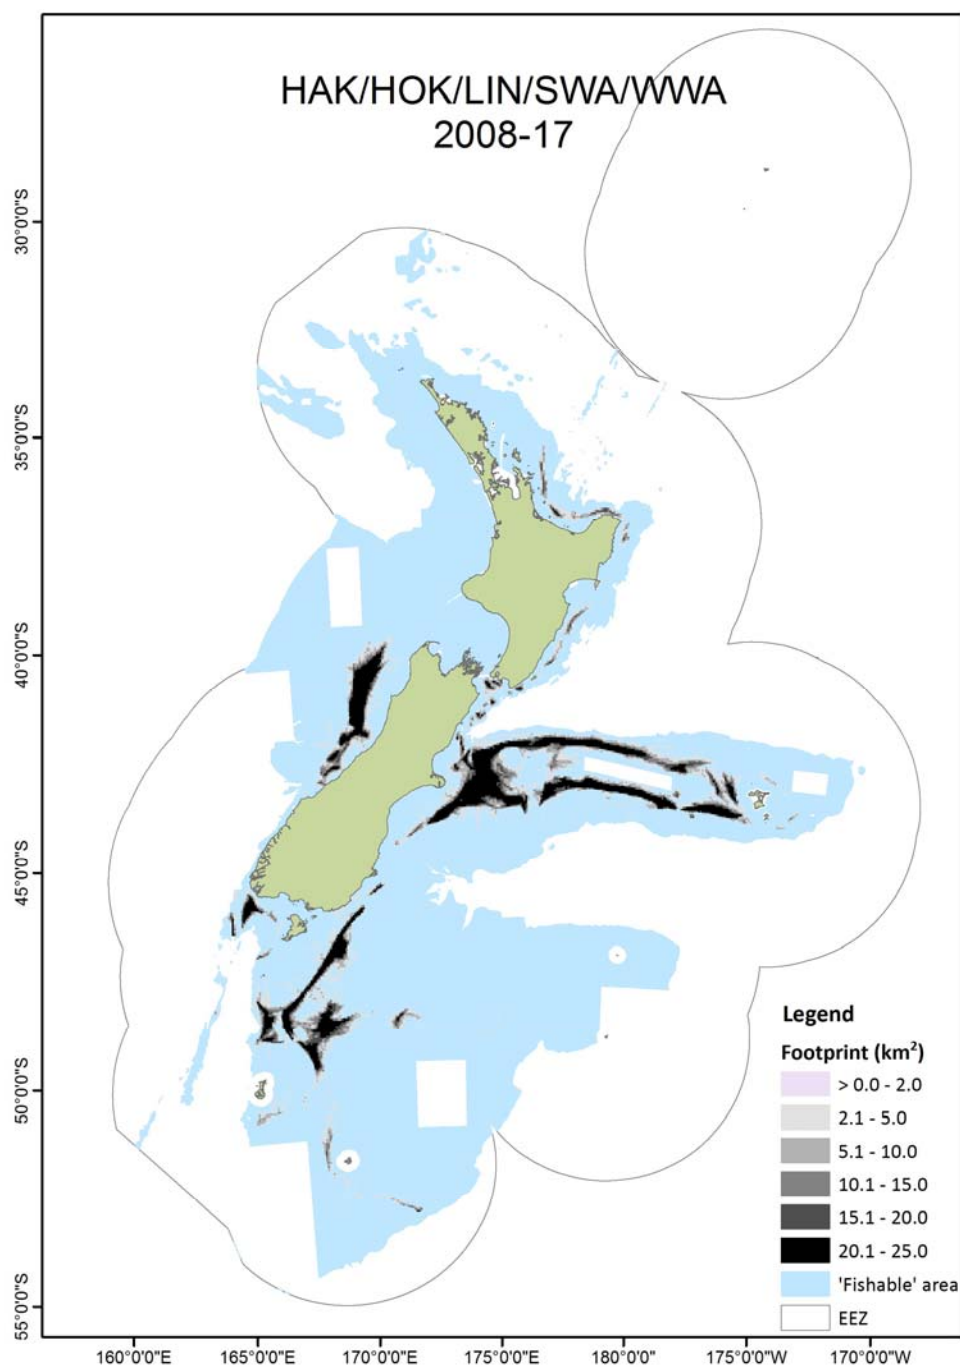 HAK/HOK/LIN/SWA/WWA
2008-17
30°0'0"S
35°0'0"S
40°0'0"S
45°0'0"S
50°0'0"S
55°0'0"S
Legend
Footprint (km²)
> 0.0 - 2.0
2.1 - 5.0
5.1 - 10.0
10.1 - 15.0
15.1 - 20.0
20.1 - 25.0
'Fishable' area
EEZ
160°0'0"E
165°0'0"E
170°0'0"E
175°0'0"E
180°0'0"
175°0'0"W
170°0'0"W